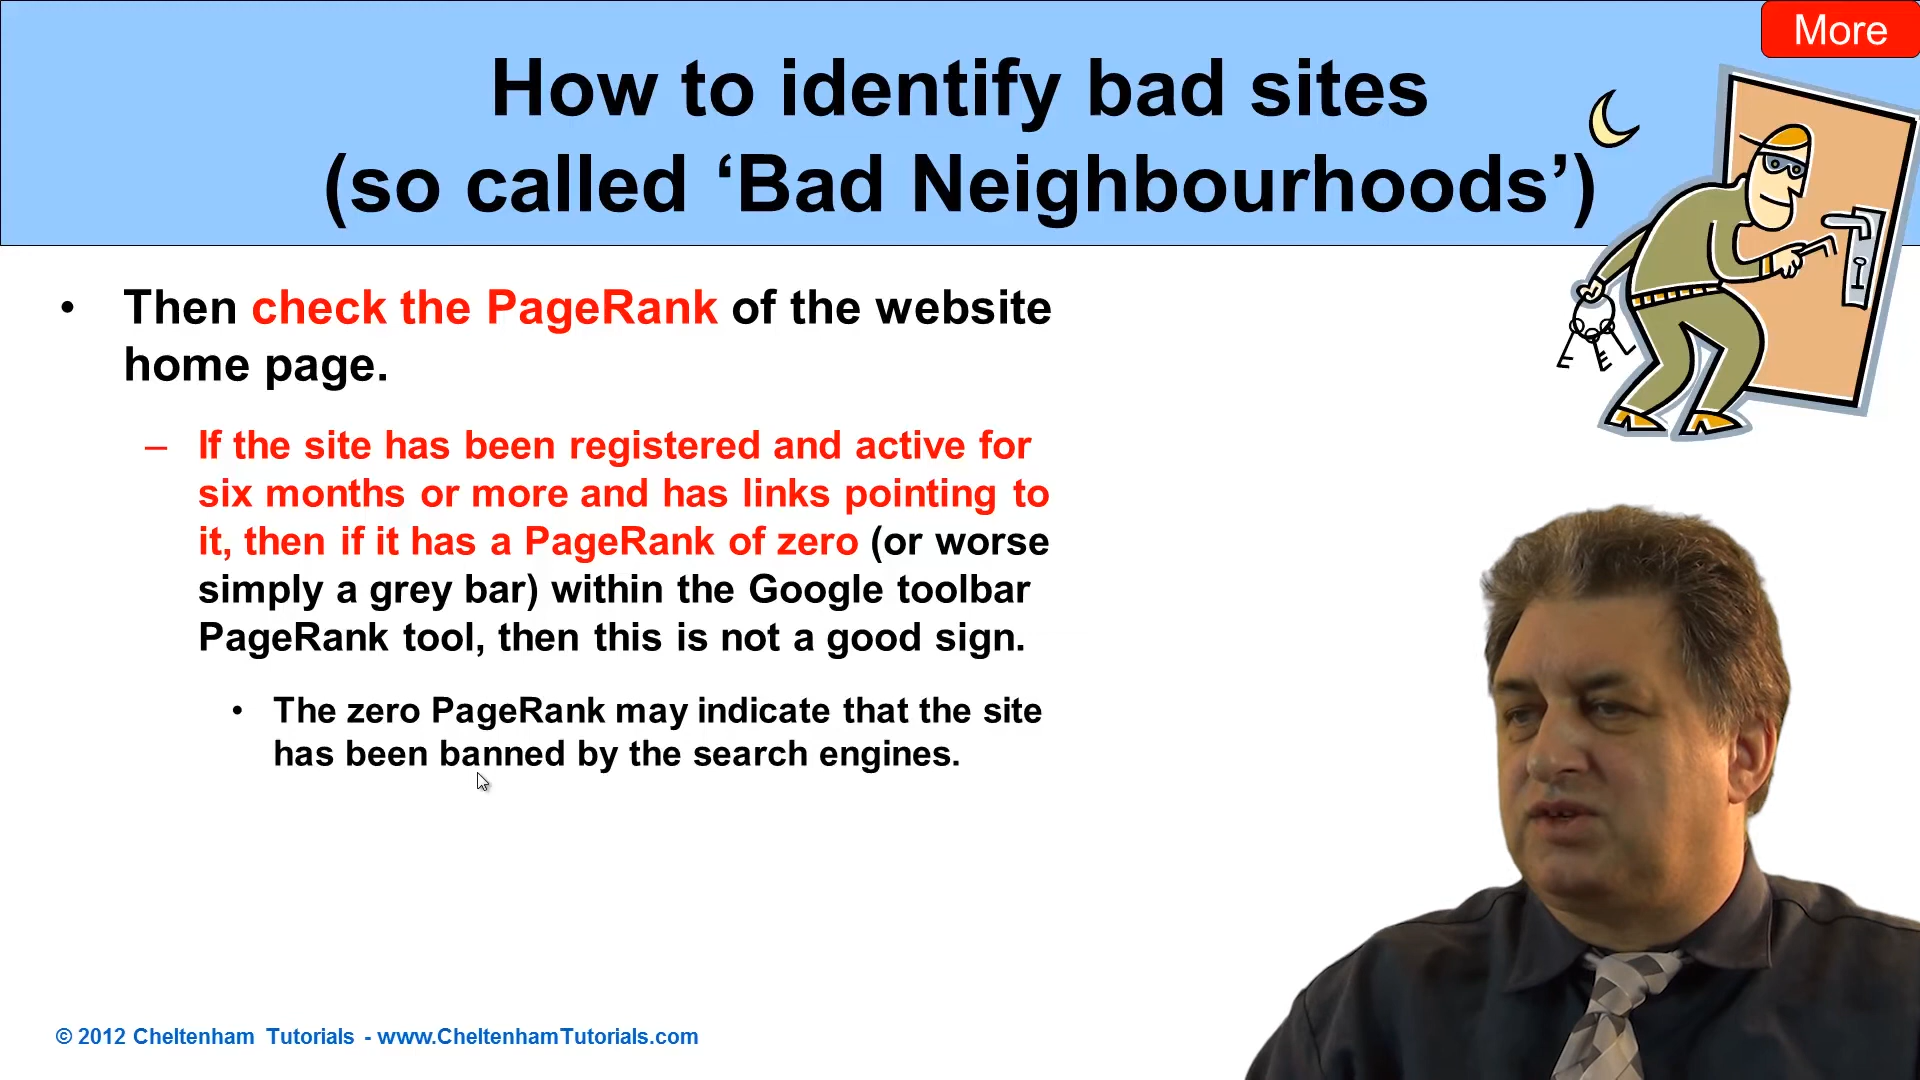 More
How to identify bad sites
(so called ‘Bad Neighbourhoods’)
• Then check the PageRank of the website
home page.
– If the site has been registered and active for
six months or more and has links pointing to
it, then if it has a PageRank of zero (or worse
simply a grey bar) within the Google toolbar
PageRank tool, then this is not a good sign.
• The zero PageRank may indicate that the site
has been banned by the search engines.
© 2012 Cheltenham Tutorials - www.CheltenhamTutorials.com